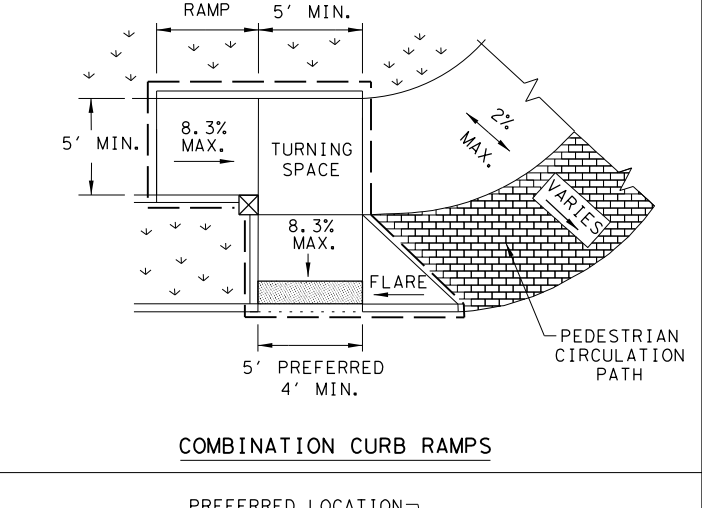 RAMP
5' MIN.
5' MIN.
8.3%
MAX.
TURNING
SPACE
2%
MAX.
VARIES
8.3%
MAX.
FLARE
PEDESTRIAN
CIRCULATION
PATH
5' PREFERRED
4' MIN.
COMBINATION CURB RAMPS
PREFERRED LOCATION